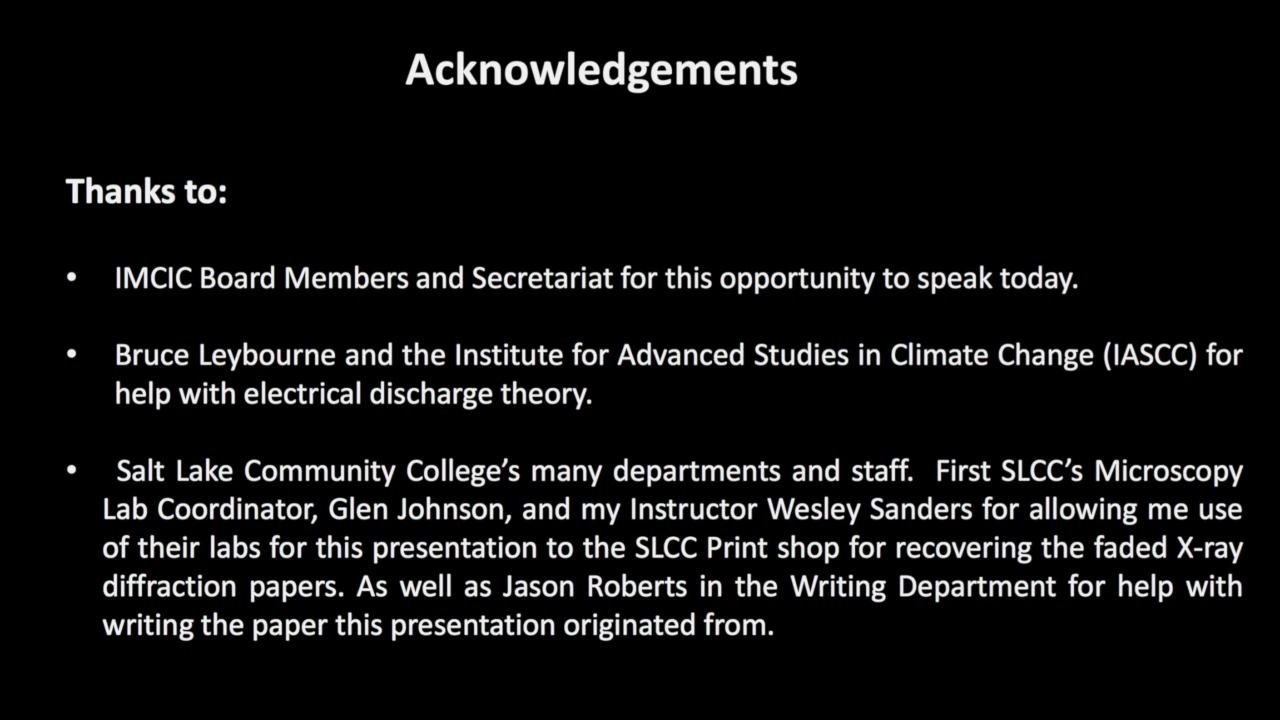 Acknowledgements
Thanks to:
• IMCIC Board Members and Secretariat for this opportunity to speak today.
• Bruce Leybourne and the Institute for Advanced Studies in Climate Change (IASCC) for
help with electrical discharge theory.
• Salt Lake Community College’s many departments and staff.  First SLCC’s Microscopy
Lab Coordinator, Glen Johnson, and my Instructor Wesley Sanders for allowing me use
of their labs for this presentation to the SLCC Print shop for recovering the faded X-ray
diffraction papers. As well as Jason Roberts in the Writing Department for help with
writing the paper this presentation originated from.